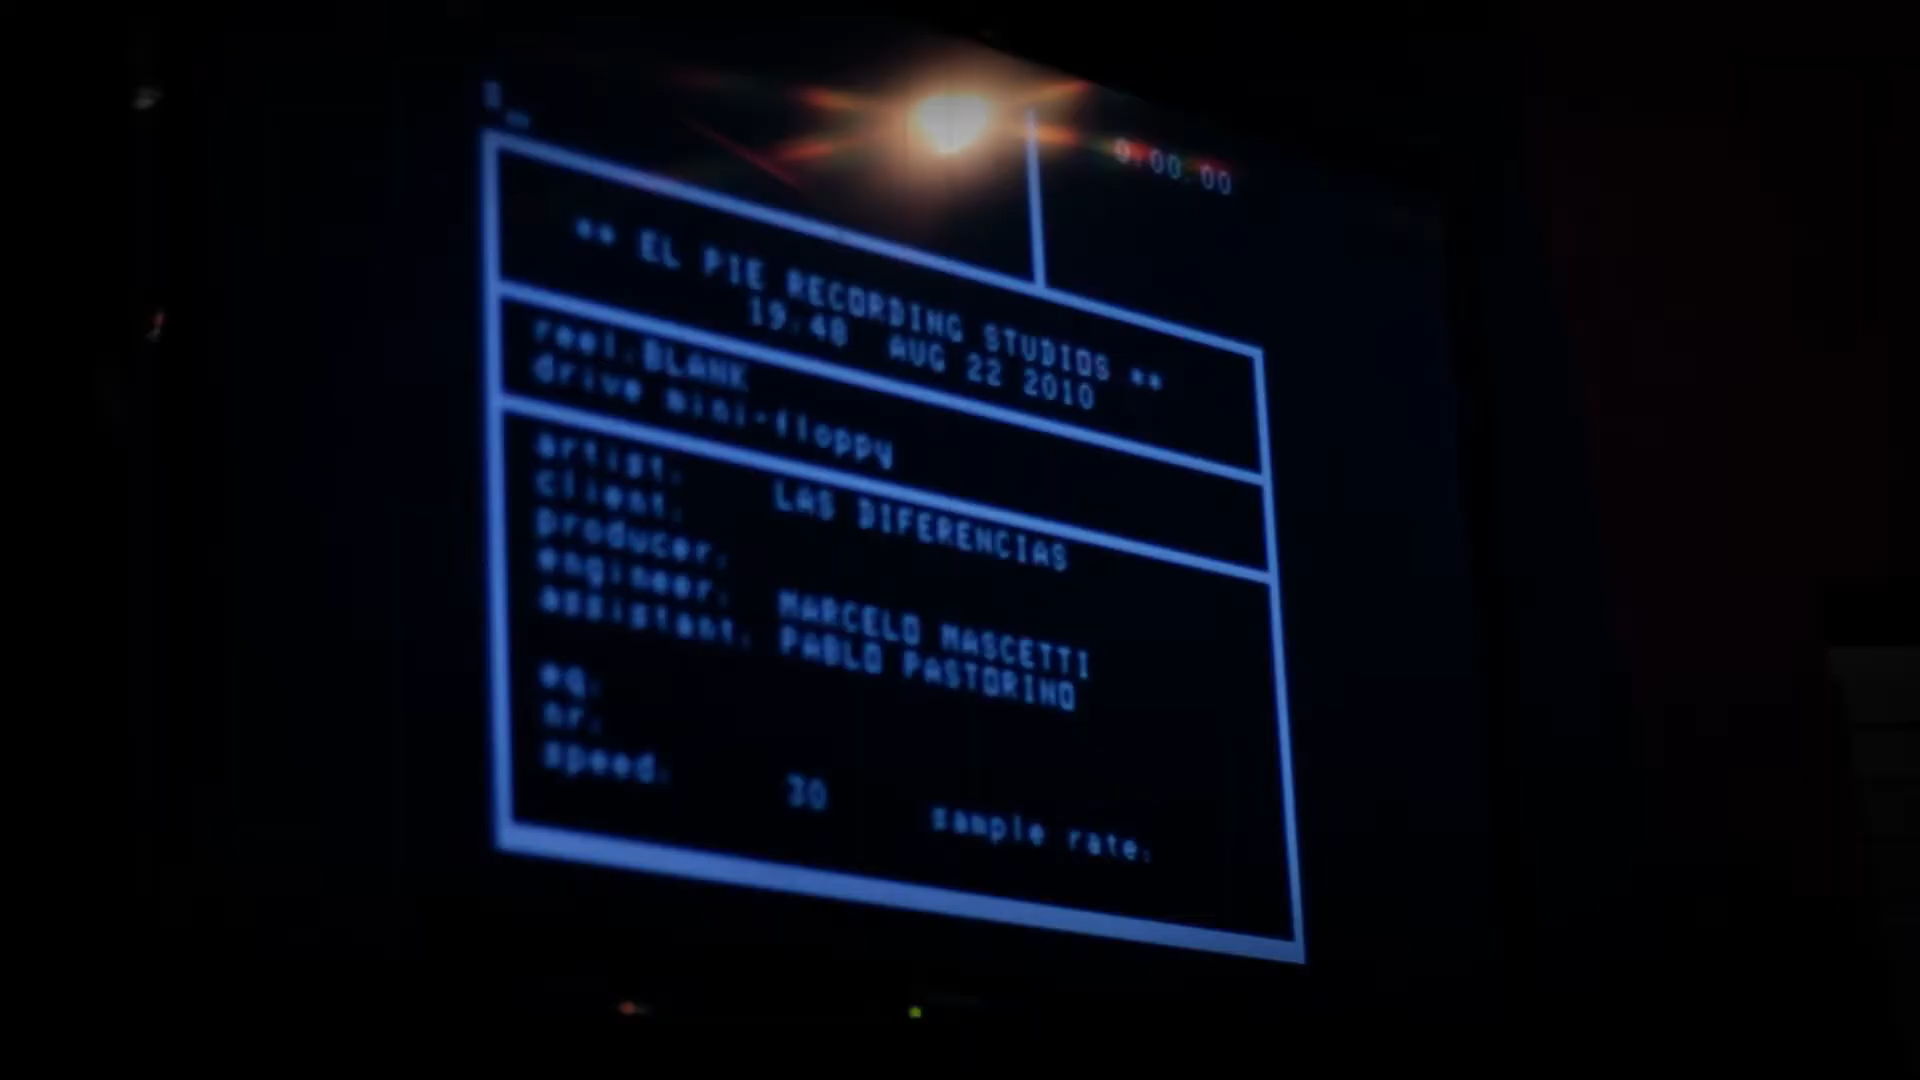 0:00.00
** EL PIE RECORDING STUDIOS **
19:48 AUG 22 2010
reel:BLANK
drive mini-floppy
artist:
client: LAS DIFERENCIAS
producer:
engineer: MARCELO MASCETTI
assistant: PABLO PASTORINO
eq:
nr:
speed: 30 sample rate: